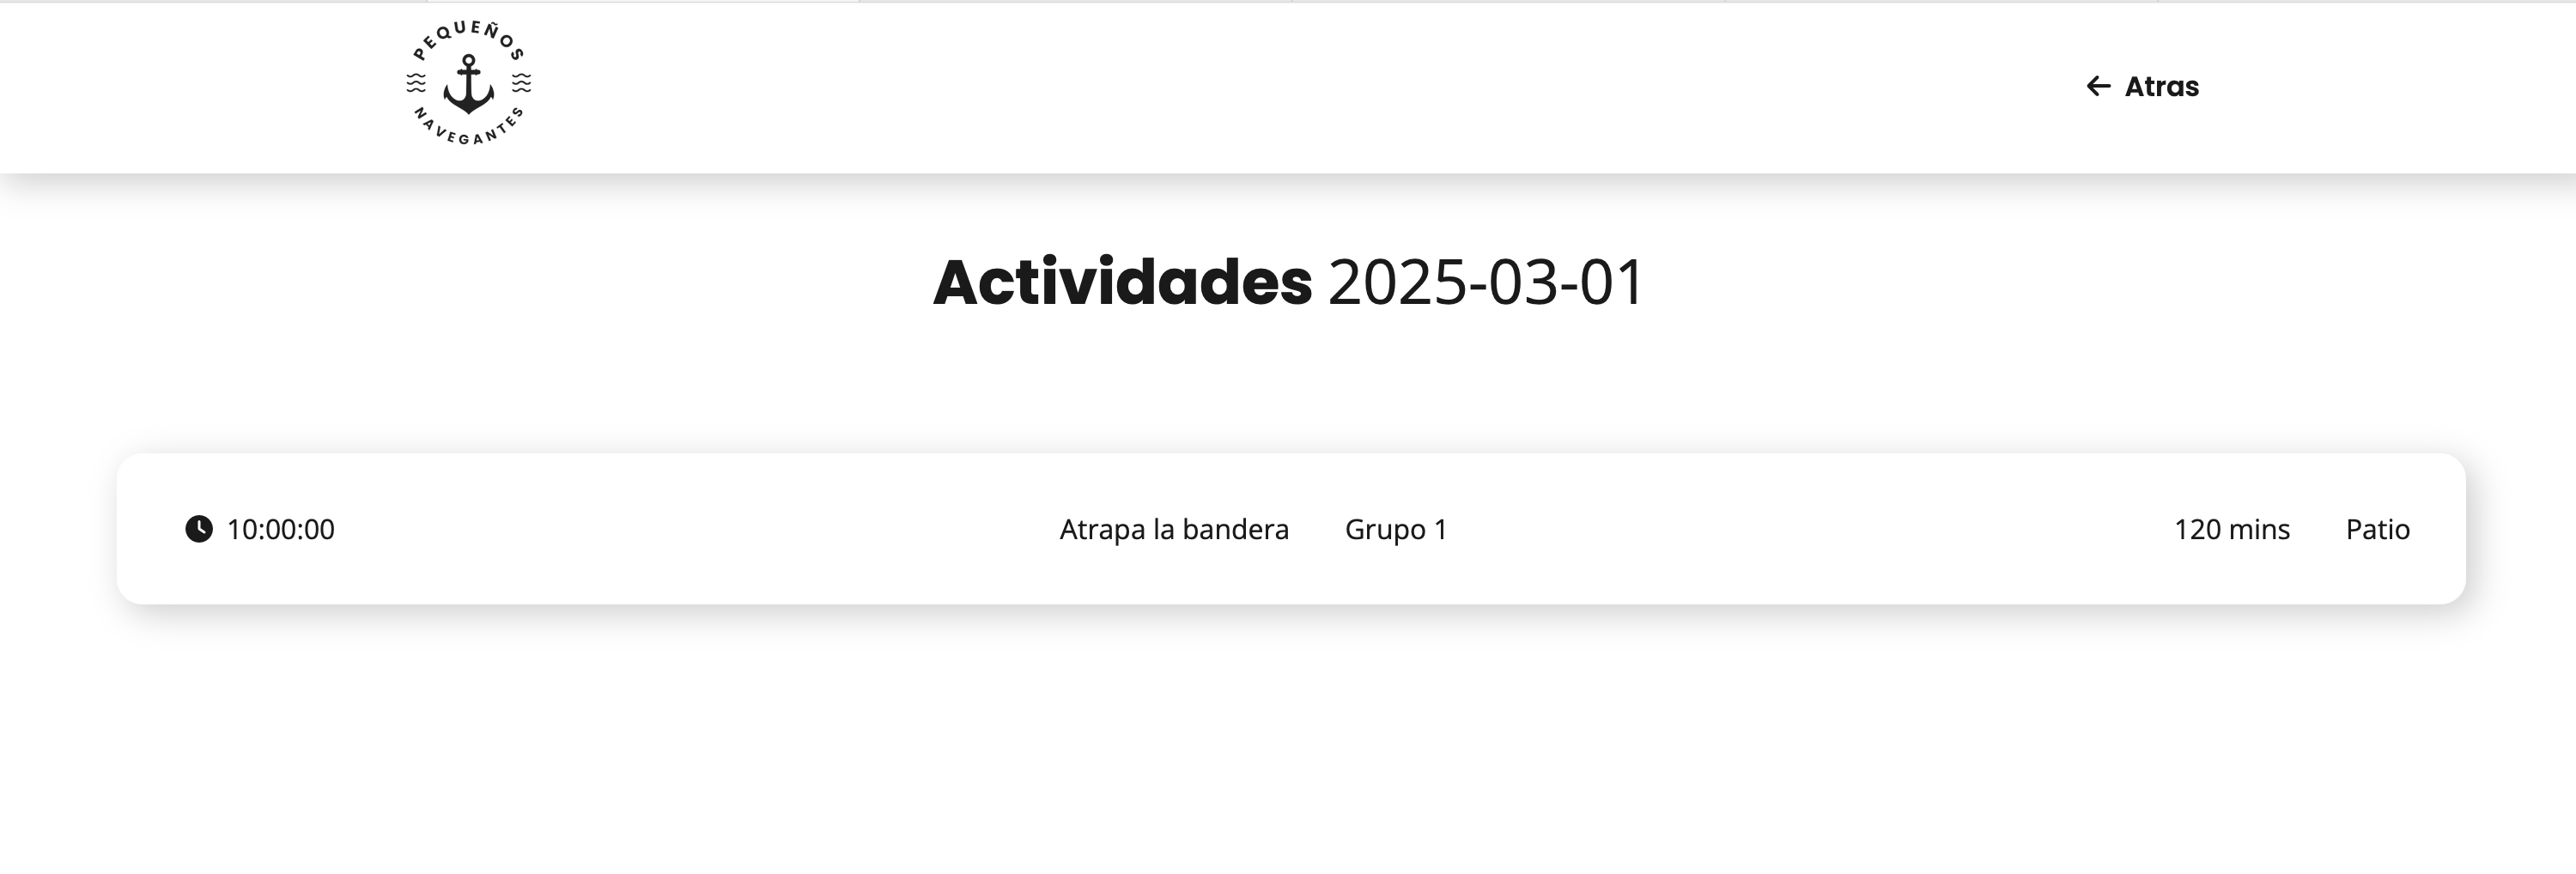 PEQUEÑOS
NAVEGANTES
Atras
Actividades 2025-03-01
10:00:00 Atrapa la bandera Grupo 1 120 mins Patio